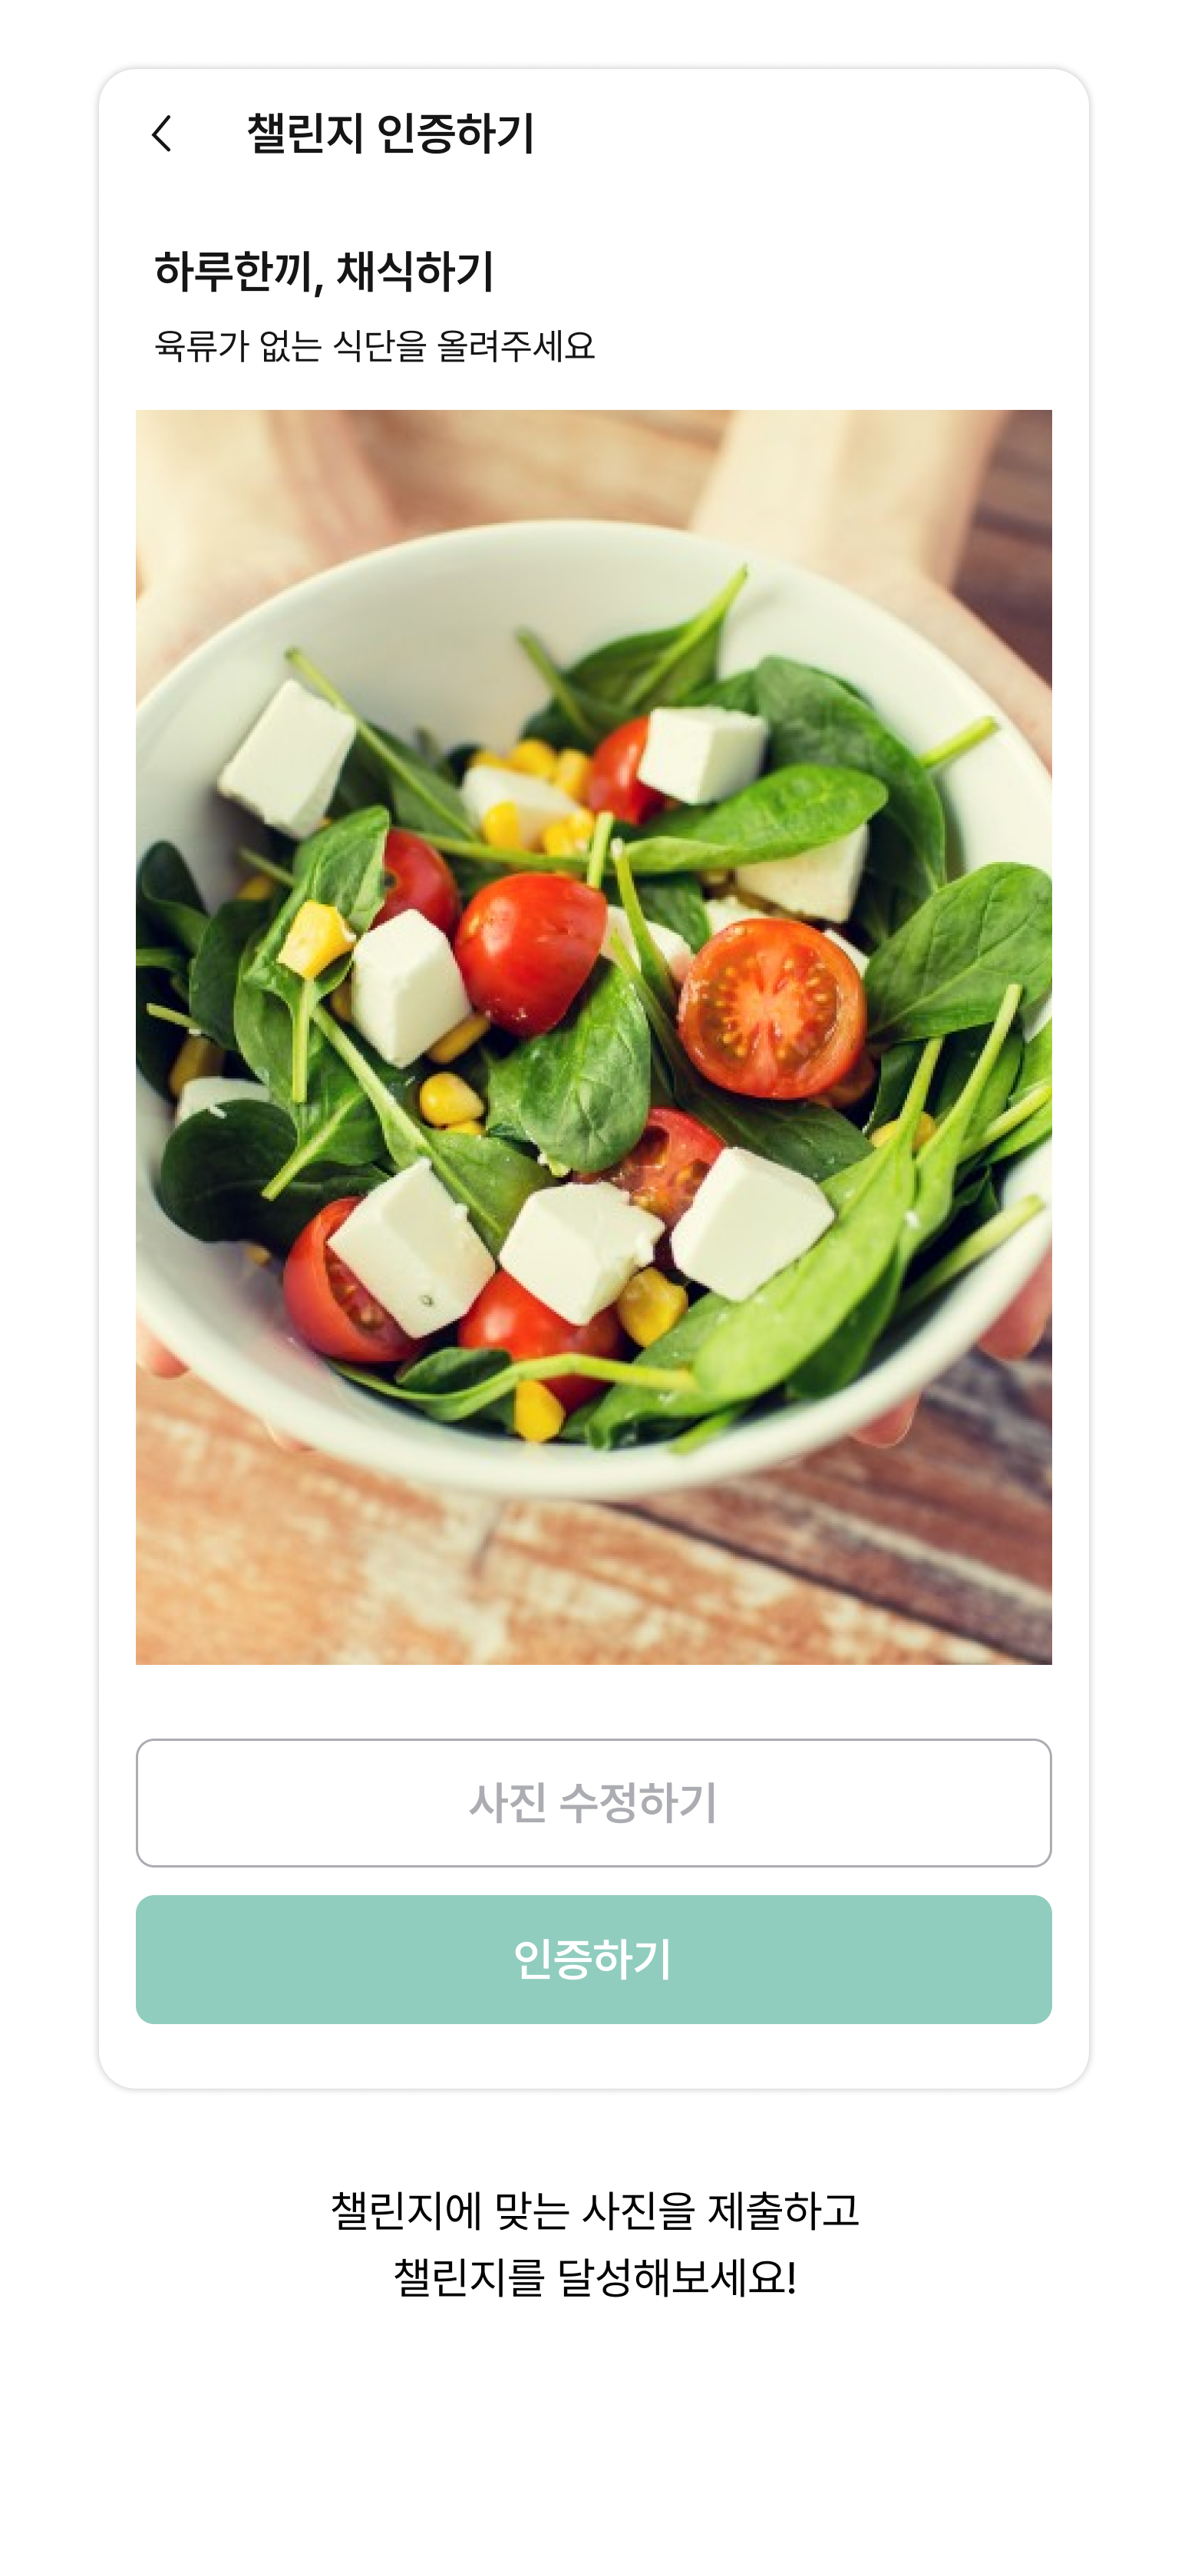 챌린지 인증하기
하루한끼, 채식하기
육류가 없는 식단을 올려주세요
사진 수정하기
인증하기
챌린지에 맞는 사진을 제출하고
챌린지를 달성해보세요!